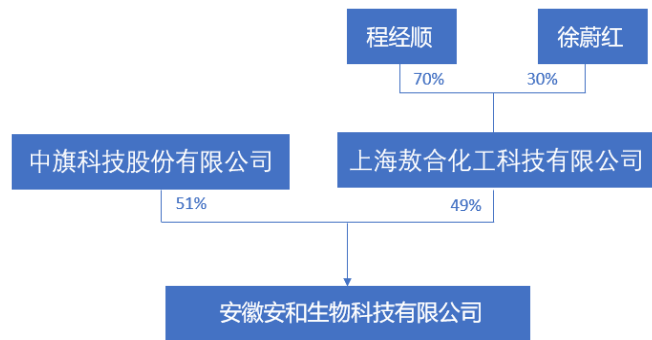 程经顺
徐蔚红
70%
30%
中旗科技股份有限公司
上海敖合化工科技有限公司
51%
49%
安徽安和生物科技有限公司